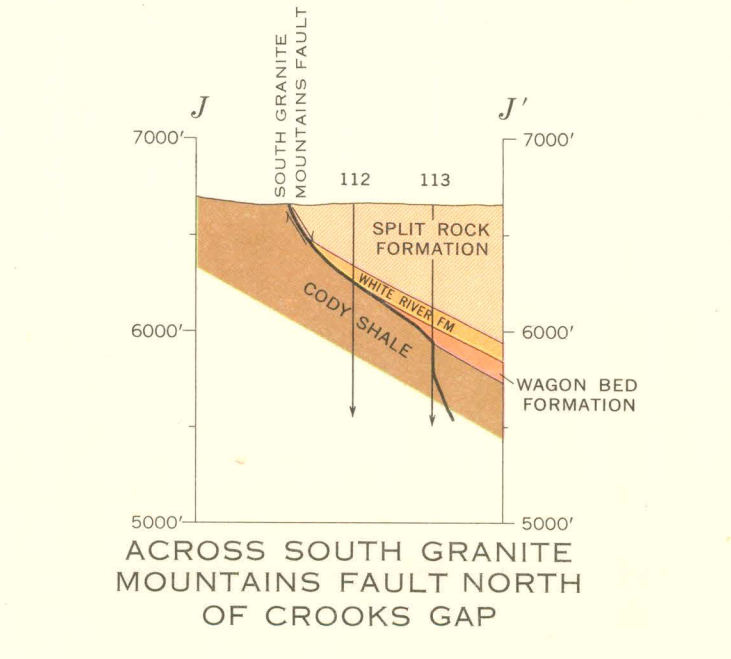 SOUTH GRANITE
MOUNTAINS FAULT
J
J'
7000'
7000'
112
113
SPLIT ROCK
FORMATION
WHITE RIVER FM
CODY SHALE
6000'
6000'
WAGON BED
FORMATION
5000'
5000'
ACROSS SOUTH GRANITE
MOUNTAINS FAULT NORTH
OF CROOKS GAP